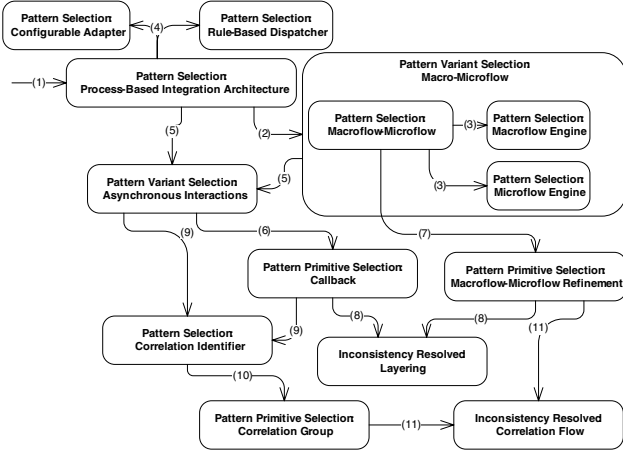 Pattern Selection:
Configurable Adapter
(4)
Pattern Selection:
Rule-Based Dispatcher
(1)
Pattern Selection:
Process-Based Integration Architecture
Pattern Variant Selection:
Macro-Microflow
Pattern Selection:
Macroflow-Microflow
(3)
Pattern Selection:
Macroflow Engine
(5)
(2)
(3)
Pattern Selection:
Microflow Engine
Pattern Variant Selection:
Asynchronous Interactions
(5)
(9)
(6)
(7)
Pattern Primitive Selection:
Callback
Pattern Primitive Selection:
Macroflow-Microflow Refinement
(9)
(8)
(8)
(11)
Pattern Selection:
Correlation Identifier
Inconsistency Resolved:
Layering
(10)
Pattern Primitive Selection:
Correlation Group
(11)
Inconsistency Resolved:
Correlation Flow